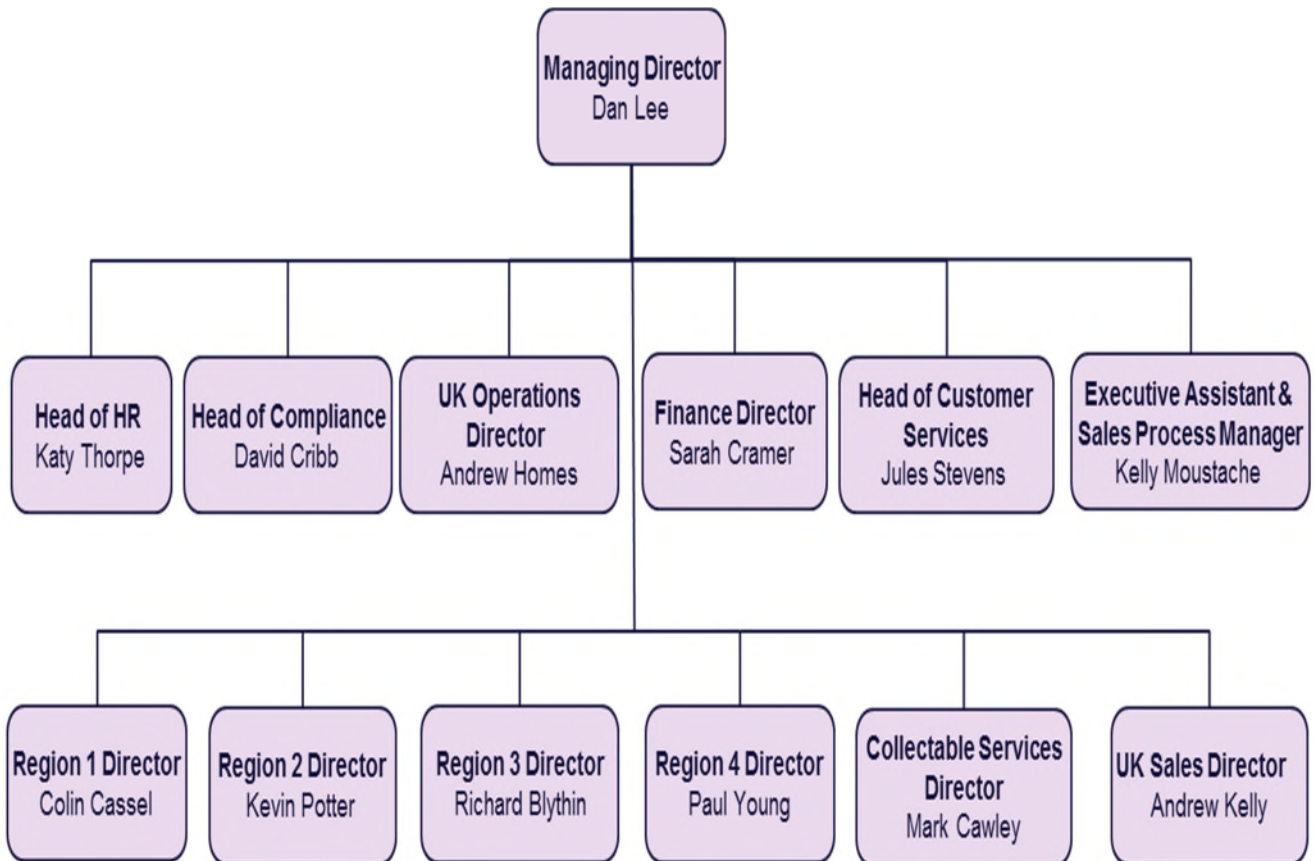 Managing Director
Dan Lee
Head of HR
Katy Thorpe
Head of Compliance
David Cribb
UK Operations
Director
Andrew Homes
Finance Director
Sarah Cramer
Head of Customer
Services
Jules Stevens
Executive Assistant &
Sales Process Manager
Kelly Moustache
Region 1 Director
Colin Cassel
Region 2 Director
Kevin Potter
Region 3 Director
Richard Blythin
Region 4 Director
Paul Young
Collectable Services
Director
Mark Cawley
UK Sales Director
Andrew Kelly